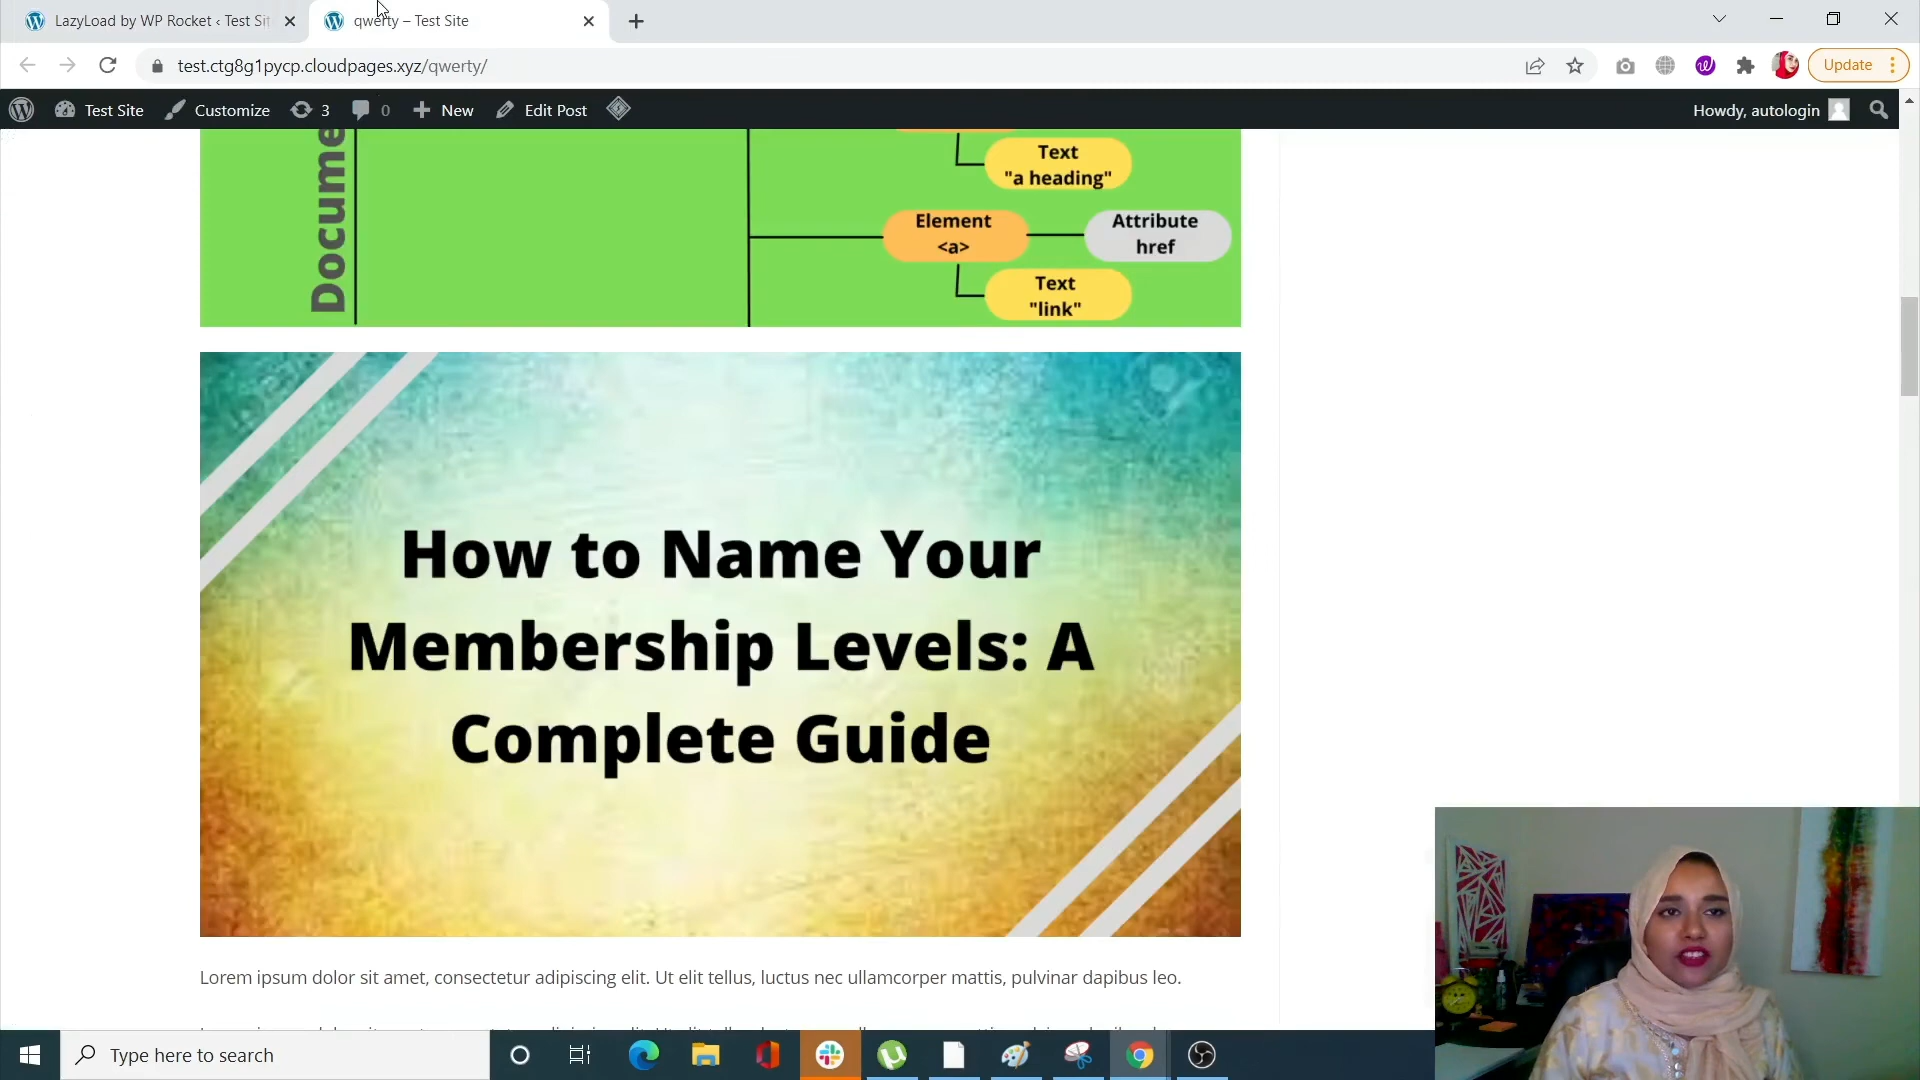 LazyLoad by WP Rocket ‹ Test Sit
qwerty – Test Site
test.ctg8g1pycp.cloudpages.xyz/qwerty/
Update
Test Site
Customize
3
0
New
Edit Post
Howdy, autologin
Docume
Text
"a heading"
Element
<a>
Attribute
href
Text
"link"
How to Name Your
Membership Levels: A
Complete Guide
Lorem ipsum dolor sit amet, consectetur adipiscing elit. Ut elit tellus, luctus nec ullamcorper mattis, pulvinar dapibus leo.
Type here to search